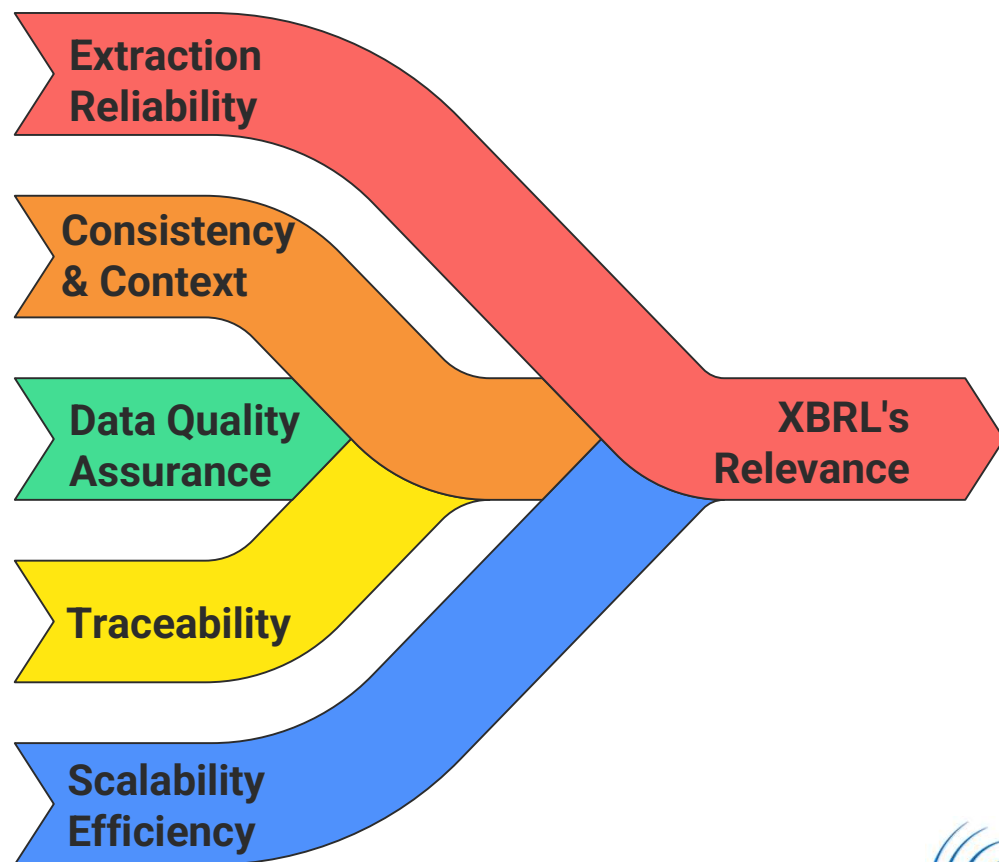 Extraction
Reliability
Consistency
& Context
Data Quality
Assurance
Traceability
Scalability
Efficiency
XBRL's
Relevance